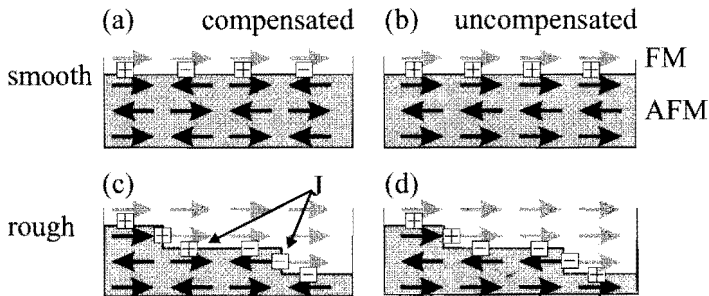 (a) compensated
(b) uncompensated
smooth
FM
AFM
(c)
J
(d)
rough